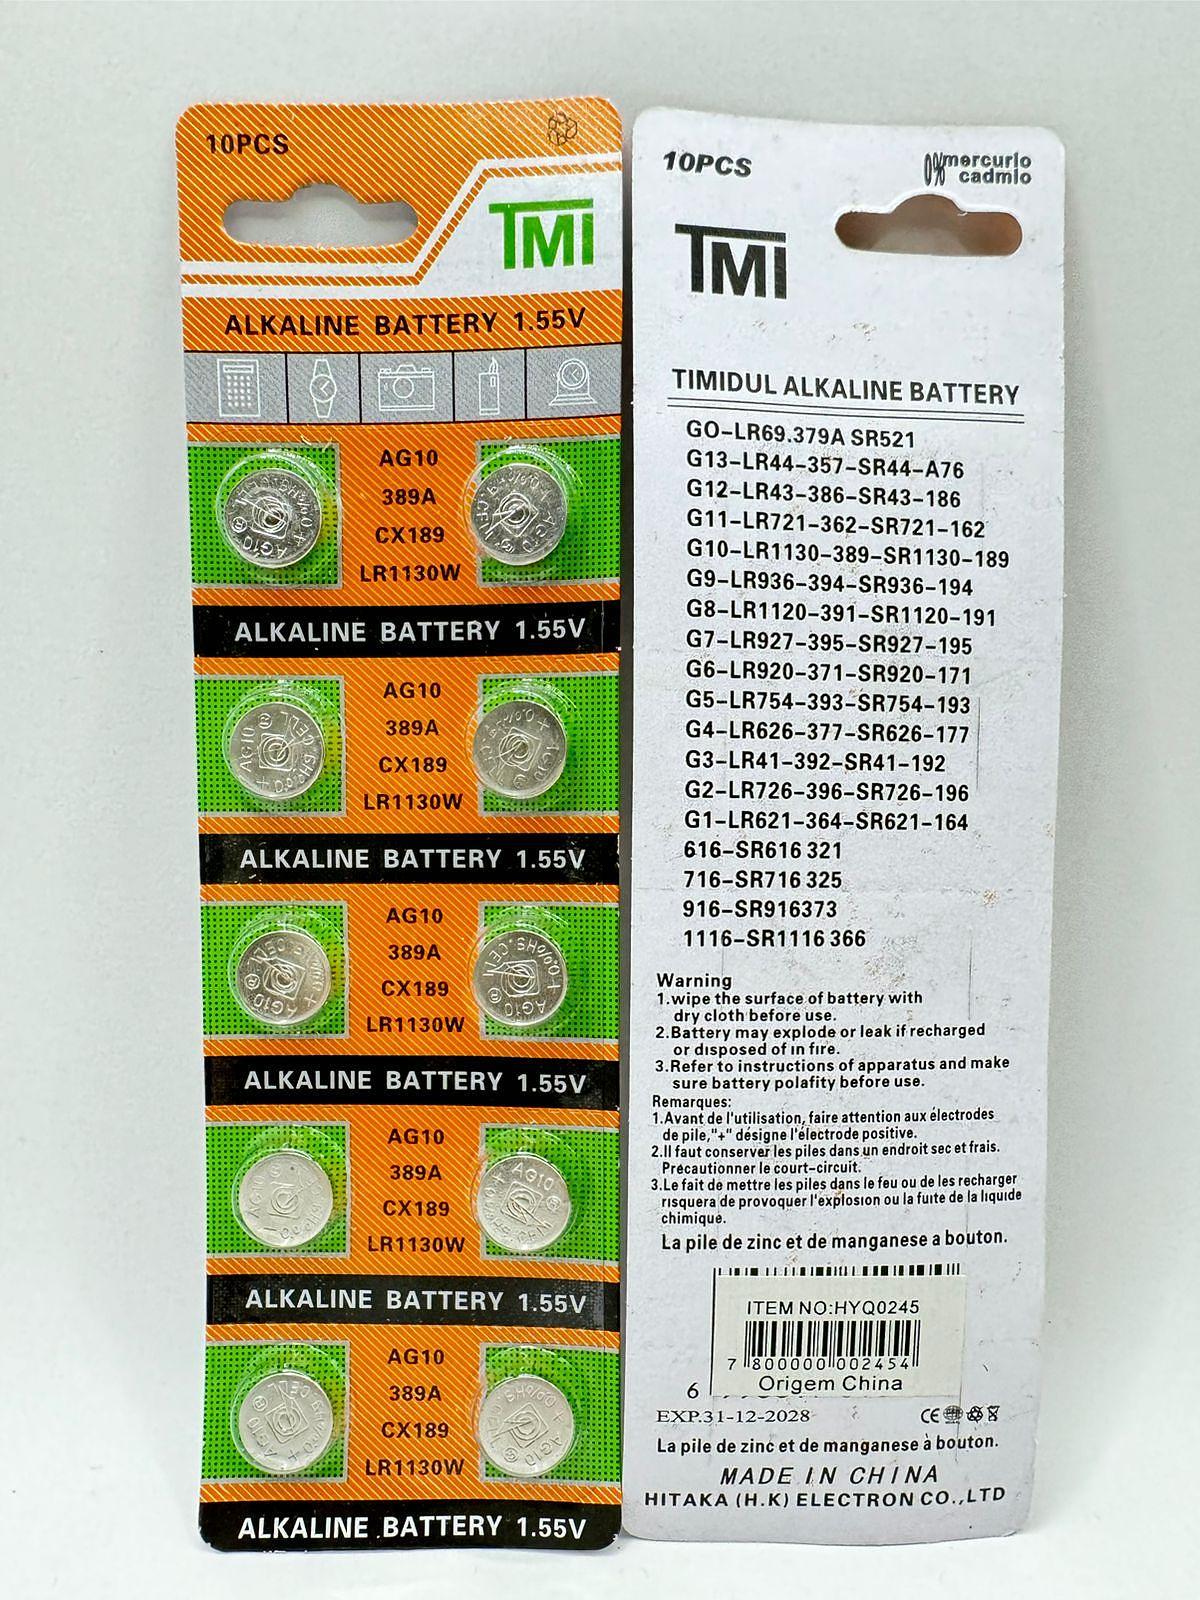 10PCS
TMI
ALKALINE BATTERY 1.55V
AG10
389A
CX189
LR1130W
ALKALINE BATTERY 1.55V
AG10
389A
CX189
LR1130W
ALKALINE BATTERY 1.55V
AG10
389A
CX189
LR1130W
ALKALINE BATTERY 1.55V
AG10
389A
CX189
LR1130W
ALKALINE BATTERY 1.55V
AG10
389A
CX189
LR1130W
ALKALINE BATTERY 1.55V
10PCS
0% mercurio
cadmio
TMI
TIMIDUL ALKALINE BATTERY
GO-LR69.379A SR521
G13-LR44-357-SR44-A76
G12-LR43-386-SR43-186
G11-LR721-362-SR721-162
G10-LR1130-389-SR1130-189
G9-LR936-394-SR936-194
G8-LR1120-391-SR1120-191
G7-LR927-395-SR927-195
G6-LR920-371-SR920-171
G5-LR754-393-SR754-193
G4-LR626-377-SR626-177
G3-LR41-392-SR41-192
G2-LR726-396-SR726-196
G1-LR621-364-SR621-164
616-SR616 321
716-SR716 325
916-SR916373
1116-SR1116 366
Warning
1.wipe the surface of battery with
dry cloth before use.
2.Battery may explode or leak if recharged
or disposed of in fire.
3.Refer to instructions of apparatus and make
sure battery polafity before use.
Remarques:
1.Avant de l'utilisation, faire attention aux électrodes
de pile,"+" désigne l'électrode positive.
2.Il faut conserver les piles dans un endroit sec et frais.
Précautionner le court-circuit.
3.Le fait de mettre les piles dans le feu ou de les recharger
risquera de provoquer l'explosion ou la fuite de la liquide
chimique.
La pile de zinc et de manganese a bouton.
ITEM NO:HYQ0245
7 800000 002454
Origem China
6
EXP.31-12-2028 CE
La pile de zinc et de manganese à bouton.
MADE IN CHINA
HITAKA (H.K) ELECTRON CO.,LTD